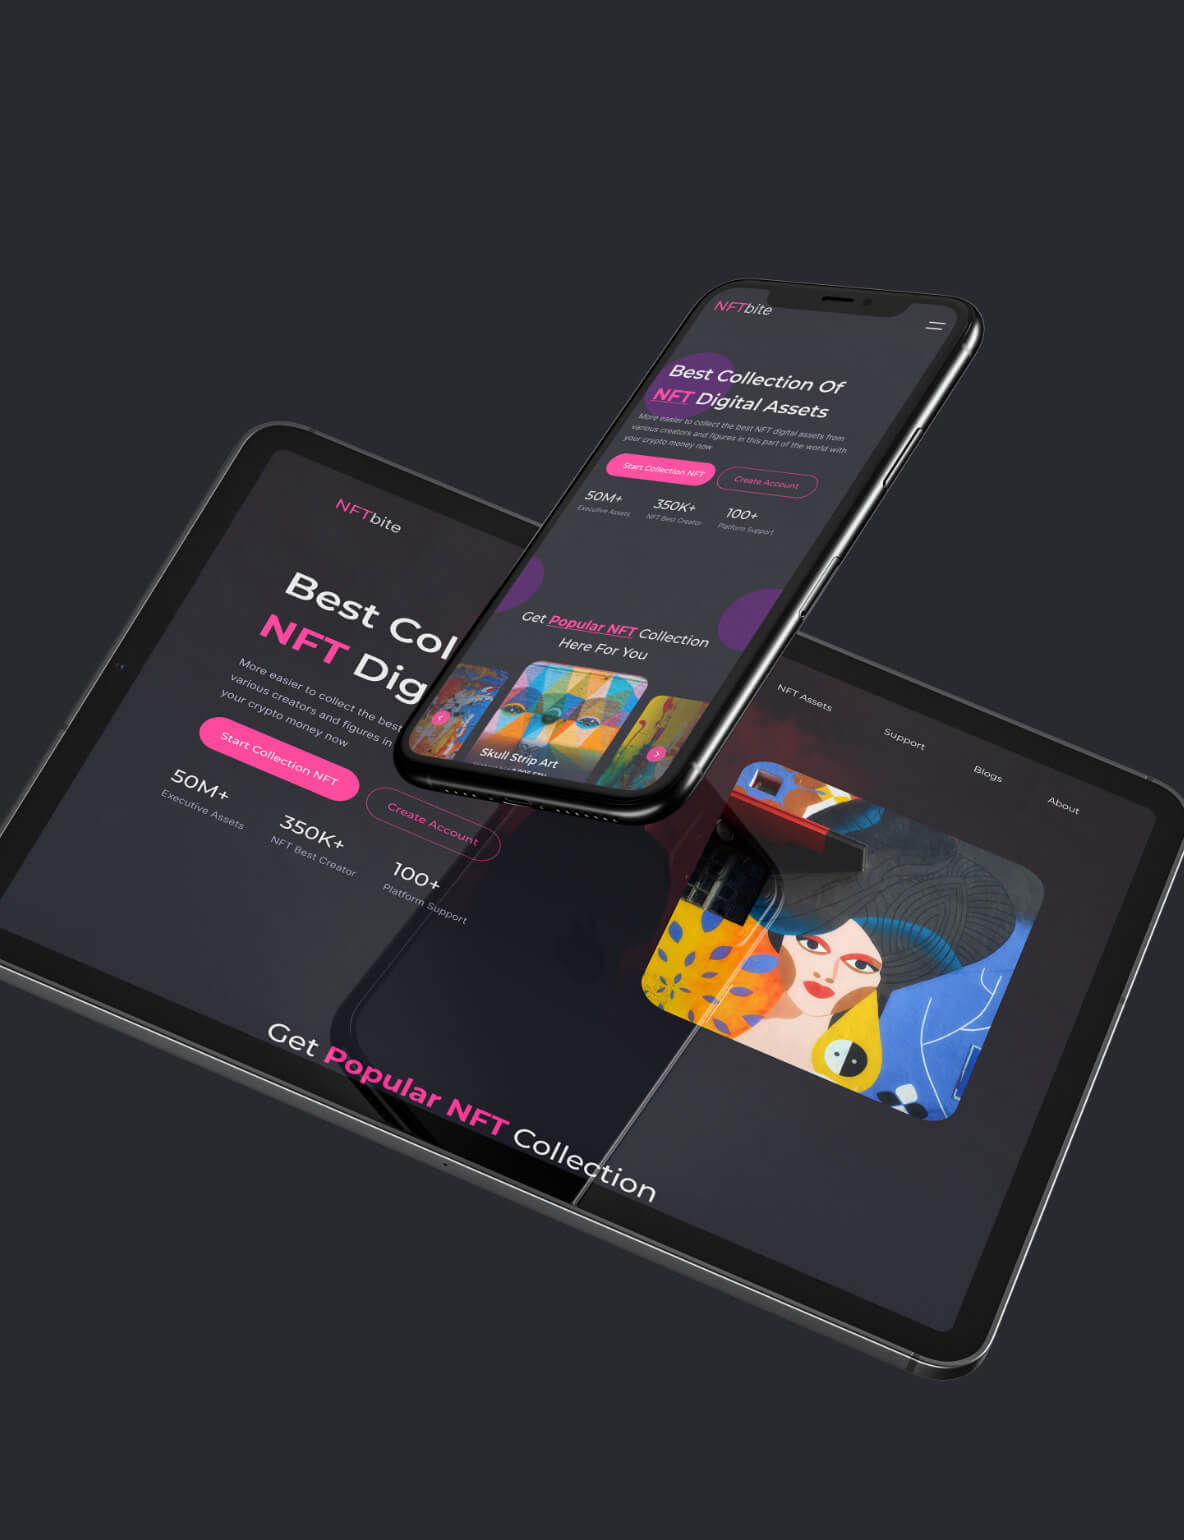 NFTbite
Best Collection Of
NFT Digital Assets
More easier to collect the best NFT digital assets from
various creators and figures in this part of the world with
your crypto money now
Start Collection NFT
Create Account
50M+
Executive Assets
350K+
NFT Best Creator
100+
Platform Support
Get Popular NFT Collection
Here For You
Skull Strip Art
NFTbite
NFT Assets
Support
Blogs
About
Best Col
NFT Dig
More easier to collect the best
various creators and figures in
your crypto money now
Start Collection NFT
Create Account
50M+
Executive Assets
350K+
NFT Best Creator
100+
Platform Support
Get Popular NFT Collection